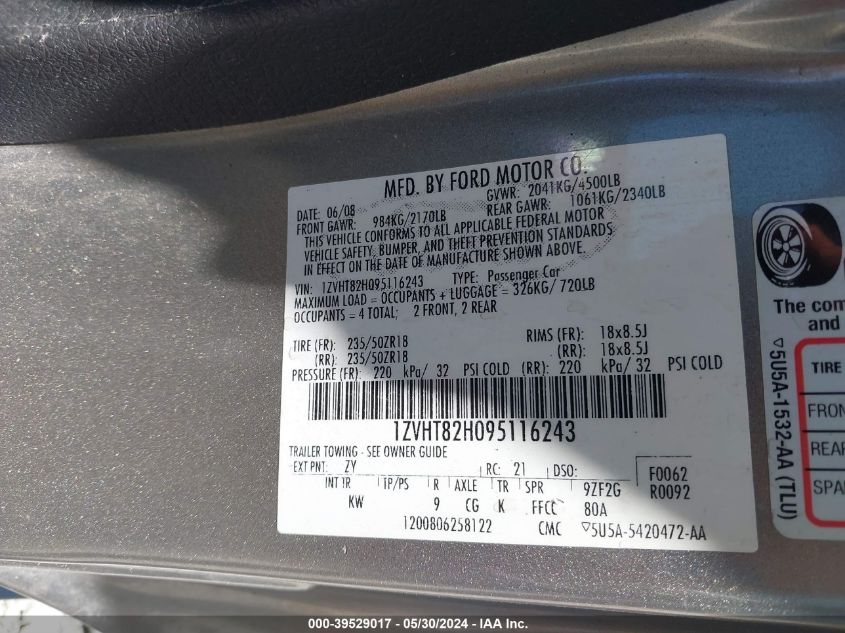 MFD. BY FORD MOTOR CO.
DATE: 06/08 GVWR: 2041KG/4500LB
FRONT GAWR: 984KG/2170LB REAR GAWR: 1061KG/2340LB
THIS VEHICLE CONFORMS TO ALL APPLICABLE FEDERAL MOTOR
VEHICLE SAFETY, BUMPER, AND THEFT PREVENTION STANDARDS
IN EFFECT ON THE DATE OF MANUFACTURE SHOWN ABOVE.
VIN: 1ZVHT82H095116243 TYPE: Passenger Car
MAXIMUM LOAD = OCCUPANTS + LUGGAGE = 326KG/ 720LB
OCCUPANTS = 4 TOTAL; 2 FRONT, 2 REAR
TIRE (FR): 235/50ZR18 RIMS (FR): 18x8.5J
(RR): 235/50ZR18 (RR): 18x8.5J
PRESSURE (FR): 220 kPa/ 32 PSI COLD (RR): 220 kPa/ 32 PSI COLD
1ZVHT82H095116243
TRAILER TOWING - SEE OWNER GUIDE
EXT PNT: ZY RC: 21 DSO: F0062
INT TR TP/PS R AXLE TR SPR 9ZF2G R0092
KW 9 CG K FFCC 80A
1200806258122 CMC ▽5U5A-5420472-AA
The com
and
TIRE
FRON
REAR
SPA
▽5U5A-1532-AA (TLU)
000-39529017 - 05/30/2024 - IAA Inc.